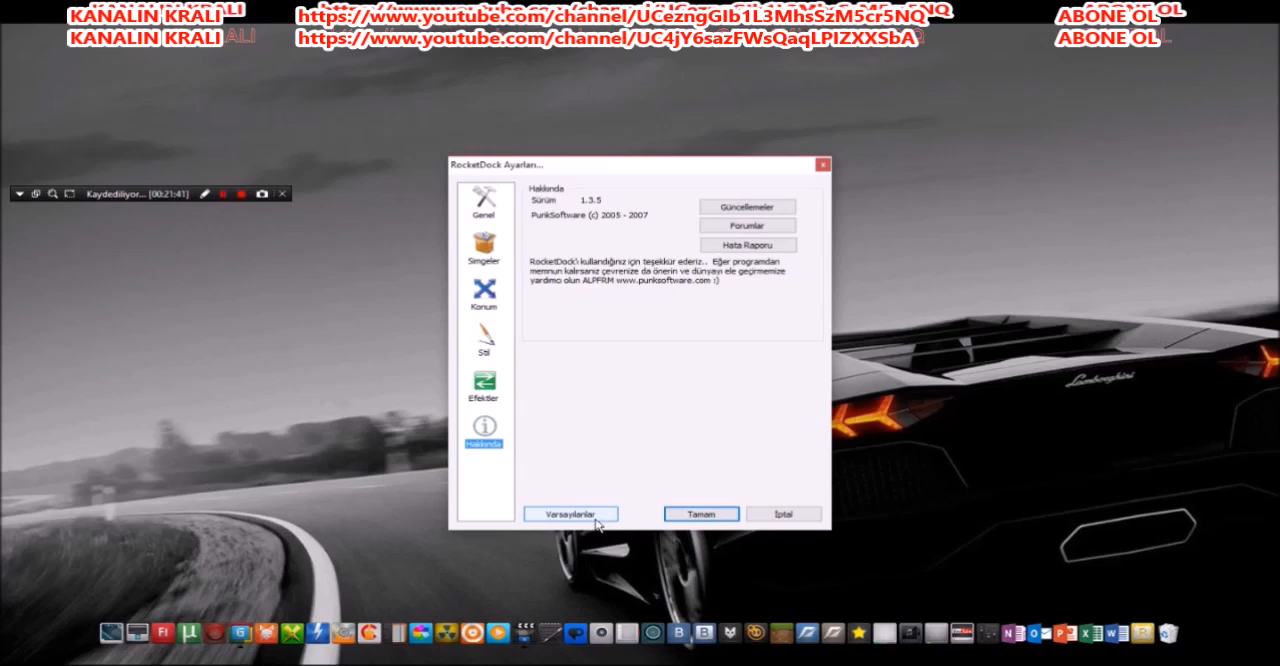 KANALIN KRALI https://www.youtube.com/channel/UCezngGIb1L3MhsSzM5cr5NQ ABONE OL
KANALIN KRALI https://www.youtube.com/channel/UC4jY6sazFWsQaqLPIZXXSbA ABONE OL
RocketDock Ayarları...
Kaydediliyor... [00:21:41]
Genel
Simgeler
Konum
Stil
Efektler
Hakkında
Hakkında
Sürüm 1.3.5
PunkSoftware (c) 2005 - 2007
Güncellemeler
Forumlar
Hata Raporu
RocketDock'ı kullandığınız için teşekkür ederiz.. Eğer programdan
memnun kalırsanız çevrenize da önerin ve dünyayı ele geçirmemize
yardımcı olun ALPFRM www.punksoftware.com :)
Varsayılanlar
Tamam
İptal
Lamborghini